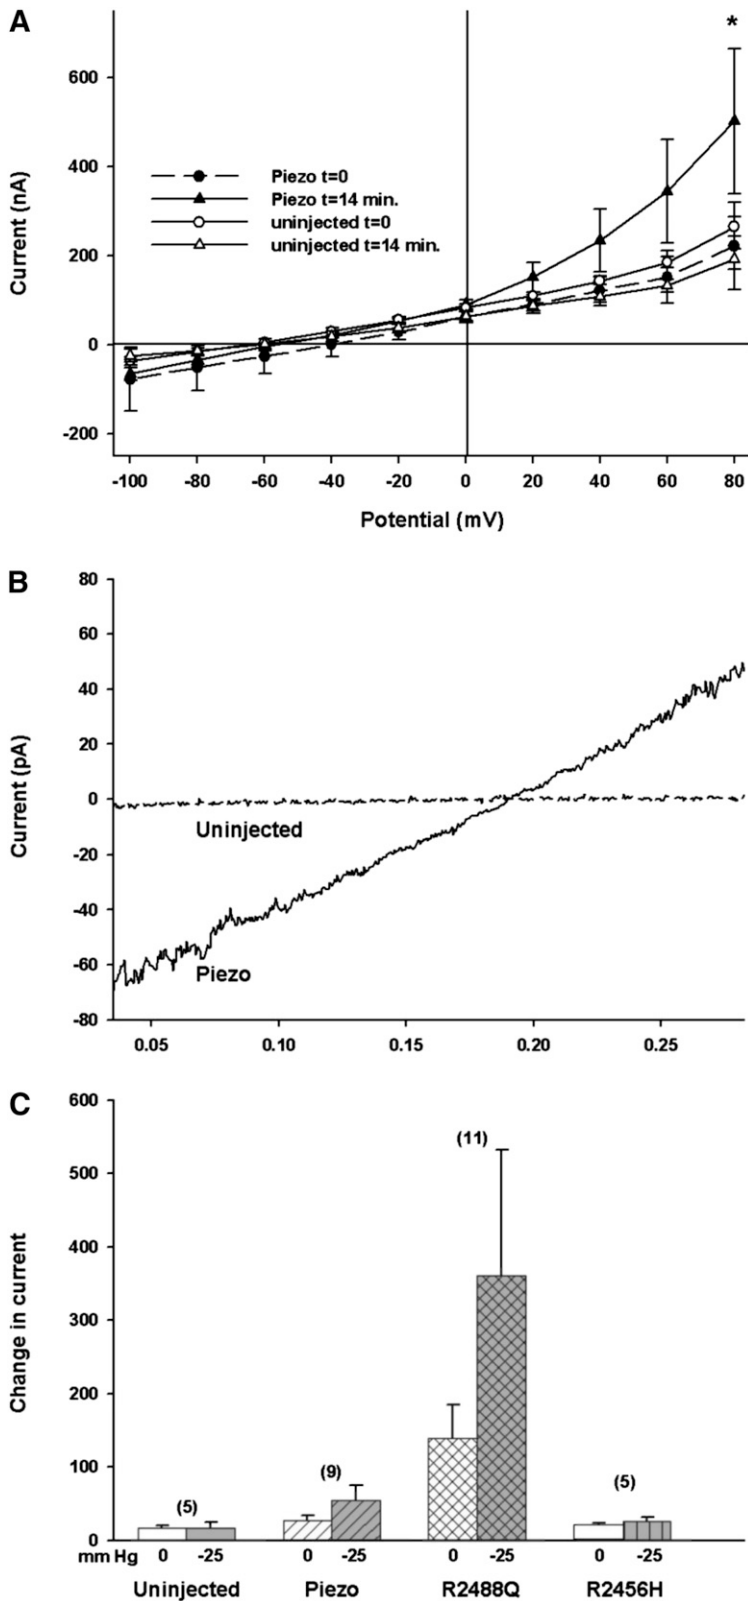 A
*
600
400
200
0
-200
Current (nA)
Piezo t=0
Piezo t=14 min.
uninjected t=0
uninjected t=14 min.
-100 -80 -60 -40 -20 0 20 40 60 80
Potential (mV)
B
80
60
40
20
0
-20
-40
-60
-80
Current (pA)
Uninjected
Piezo
0.05 0.10 0.15 0.20 0.25
C
600
500
400
300
200
100
0
Change in current
(5) (9) (11) (5)
mm Hg 0 -25 0 -25 0 -25 0 -25
Uninjected Piezo R2488Q R2456H